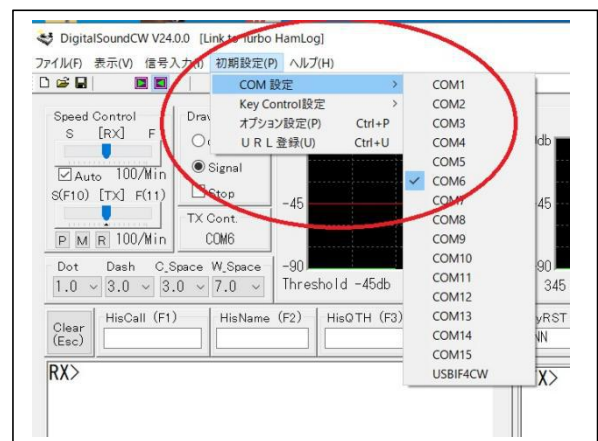 DigitalSoundCW V24.0.0 [Link to Turbo HamLog]
ファイル(F) 表示(V) 信号入力(I) 初期設定(P) ヘルプ(H)
COM 設定 >
Key Control設定 >
オプション設定(P) Ctrl+P
URL登録(U) Ctrl+U
COM1
COM2
COM3
COM4
COM5
COM6
COM7
COM8
COM9
COM10
COM11
COM12
COM13
COM14
COM15
USBIF4CW
Speed Control
S [RX] F
Auto 100/Min
S(F10) [TX] F(11)
P M R 100/Min
Signal
Stop
TX Cont.
COM6
-45
-90
Threshold -45db
45
90
345
Dot Dash C_Space W_Space
1.0 3.0 3.0 7.0
Clear
(Esc)
HisCall (F1) HisName (F2) HisQTH (F3)
RX>